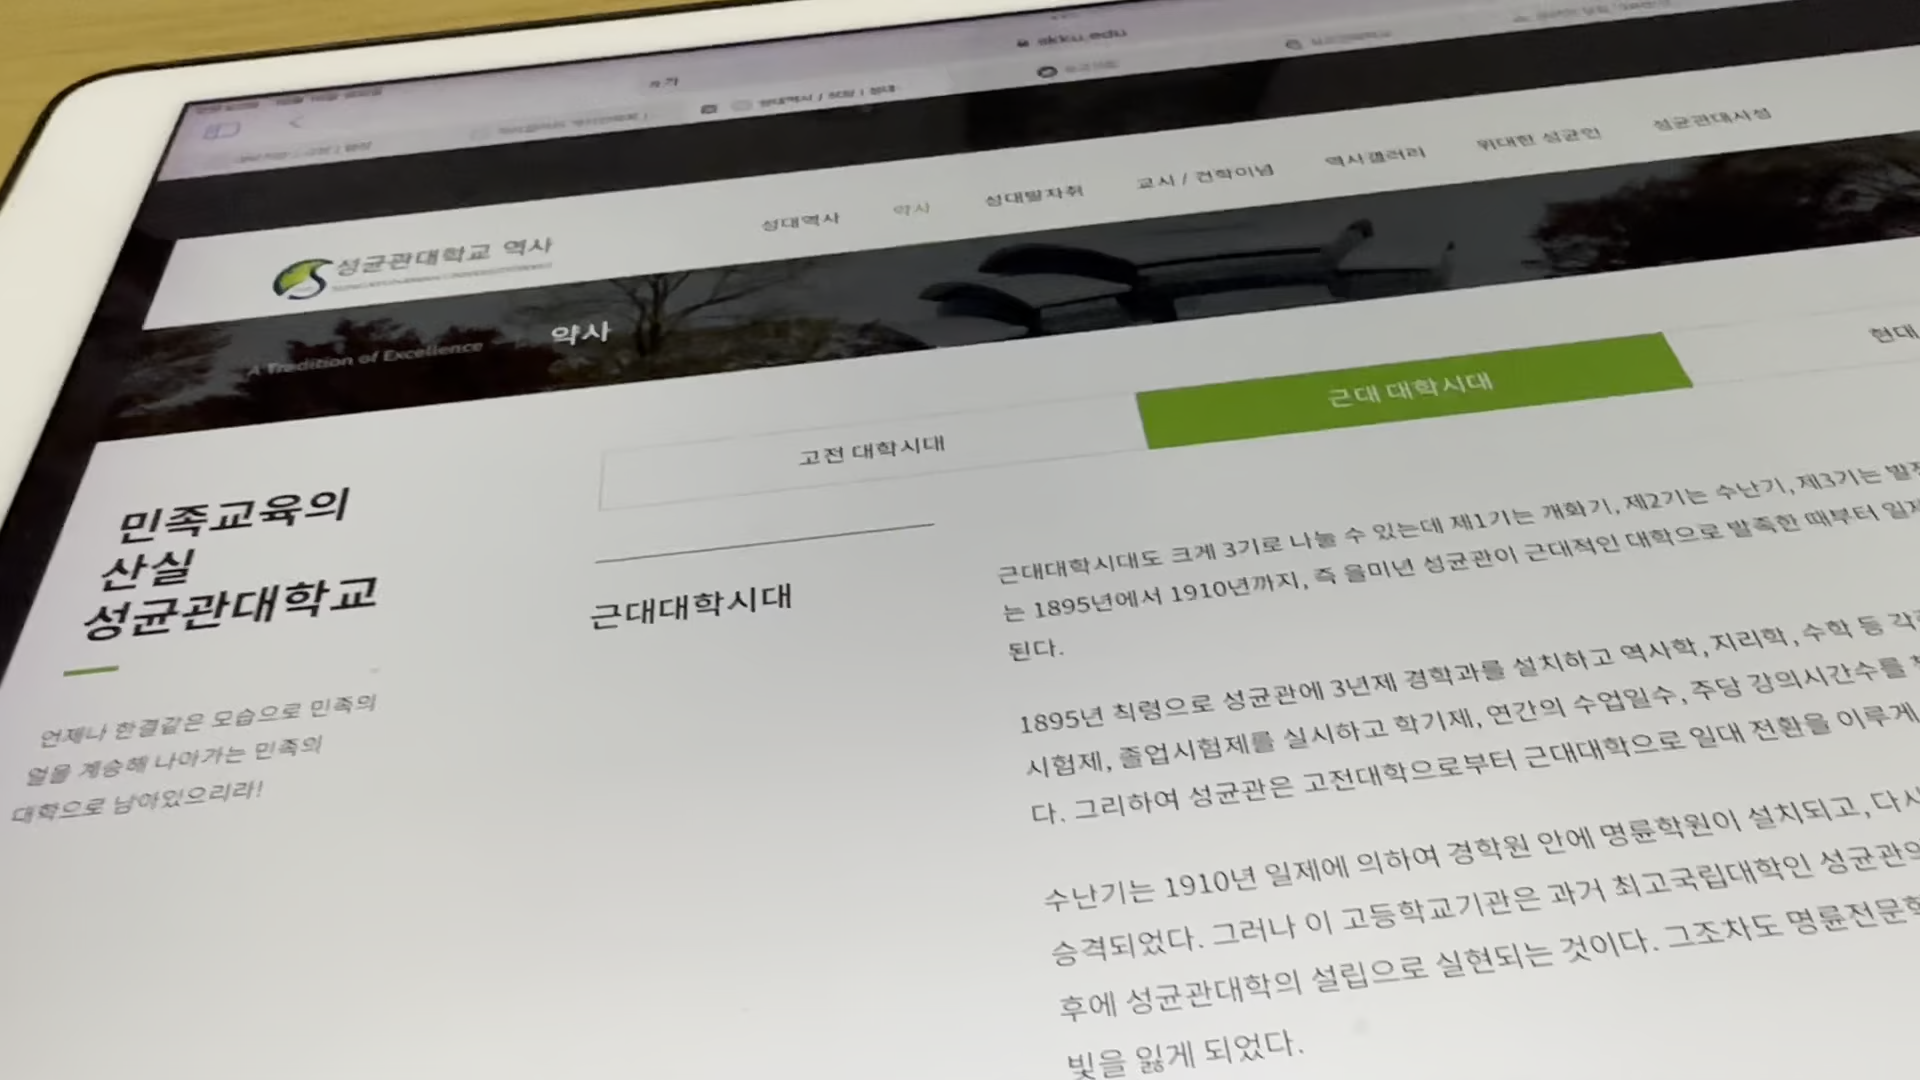 skku.edu
성대역사 약사 성대발자취 교시 / 건학이념 역사갤러리 위대한 성균인 성균관대사성
성균관대학교 역사
A Tradition of Excellence
약사
고전 대학시대
근대 대학시대
현대
민족교육의
산실
성균관대학교
언제나 한결같은 모습으로 민족의
얼을 계승해 나아가는 민족의
대학으로 남아있으리라!
근대대학시대
근대대학시대도 크게 3기로 나눌 수 있는데 제1기는 개화기, 제2기는 수난기, 제3기는
는 1895년에서 1910년까지, 즉 을미년 성균관이 근대적인 대학으로 발족한 때부터
된다.
1895년 칙령으로 성균관에 3년제 경학과를 설치하고 역사학, 지리학, 수학 등
시험제, 졸업시험제를 실시하고 학기제, 연간의 수업일수, 주당 강의시간수를
다. 그리하여 성균관은 고전대학으로부터 근대대학으로 일대 전환을 이루게
수난기는 1910년 일제에 의하여 경학원 안에 명륜학원이 설치되고, 다시
승격되었다. 그러나 이 고등학교기관은 과거 최고국립대학인 성균관의
후에 성균관대학의 설립으로 실현되는 것이다. 그조차도 명륜전문학
빛을 잃게 되었다.